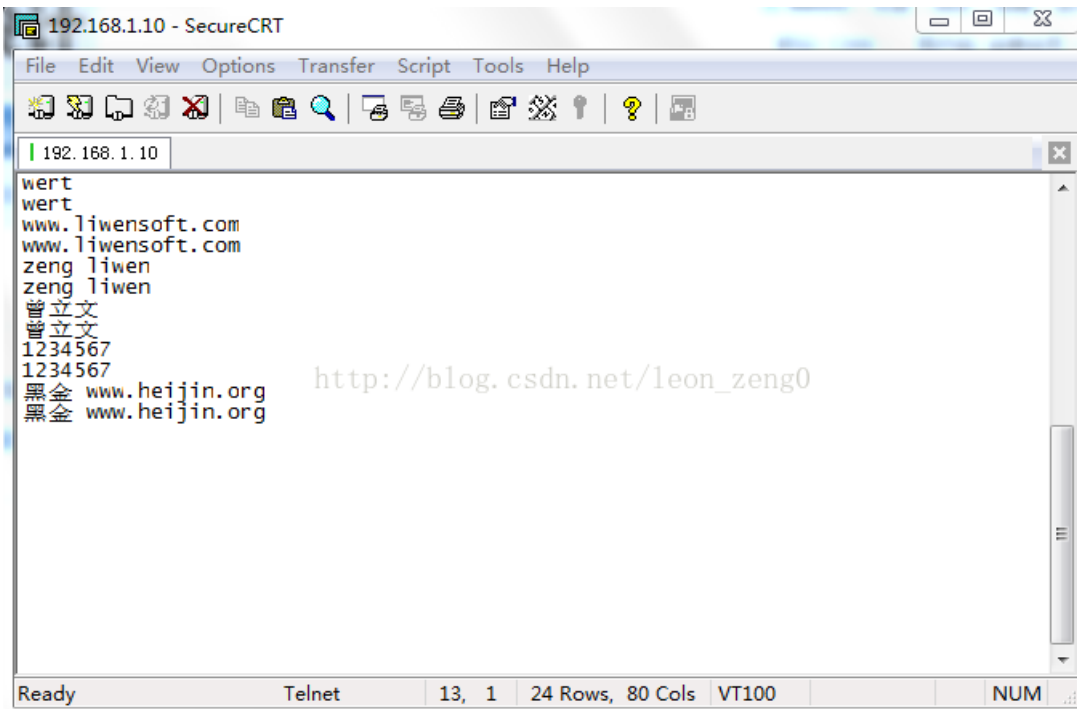 192.168.1.10 - SecureCRT
File Edit View Options Transfer Script Tools Help
192.168.1.10
wert
wert
www.liwensoft.com
www.liwensoft.com
zeng liwen
zeng liwen
曾立文
曾立文
1234567
1234567
http://blog.csdn.net/leon_zeng0
黑金 www.heijin.org
黑金 www.heijin.org
Ready Telnet 13, 1 24 Rows, 80 Cols VT100 NUM